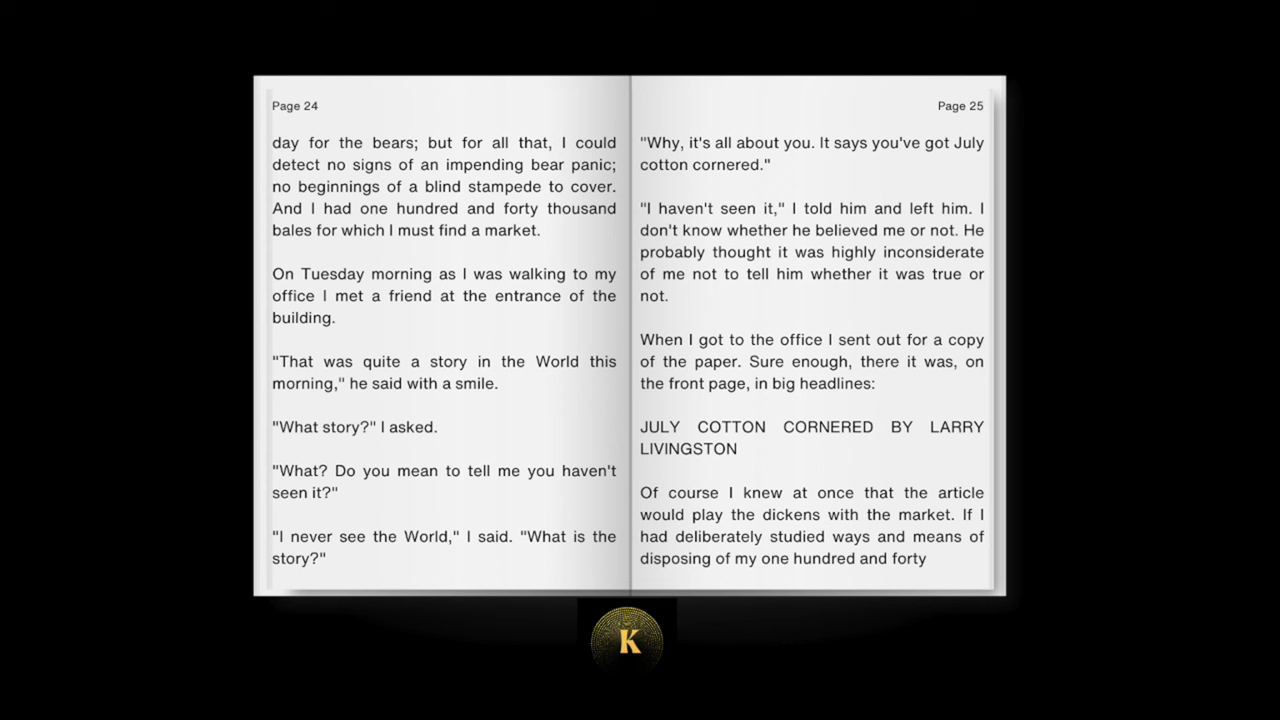 Page 24
day for the bears; but for all that, I could
detect no signs of an impending bear panic;
no beginnings of a blind stampede to cover.
And I had one hundred and forty thousand
bales for which I must find a market.
On Tuesday morning as I was walking to my
office I met a friend at the entrance of the
building.
"That was quite a story in the World this
morning," he said with a smile.
"What story?" I asked.
"What? Do you mean to tell me you haven't
seen it?"
"I never see the World," I said. "What is the
story?"
Page 25
"Why, it's all about you. It says you've got July
cotton cornered."
"I haven't seen it," I told him and left him. I
don't know whether he believed me or not. He
probably thought it was highly inconsiderate
of me not to tell him whether it was true or
not.
When I got to the office I sent out for a copy
of the paper. Sure enough, there it was, on
the front page, in big headlines:
JULY COTTON CORNERED BY LARRY
LIVINGSTON
Of course I knew at once that the article
would play the dickens with the market. If I
had deliberately studied ways and means of
disposing of my one hundred and forty
K